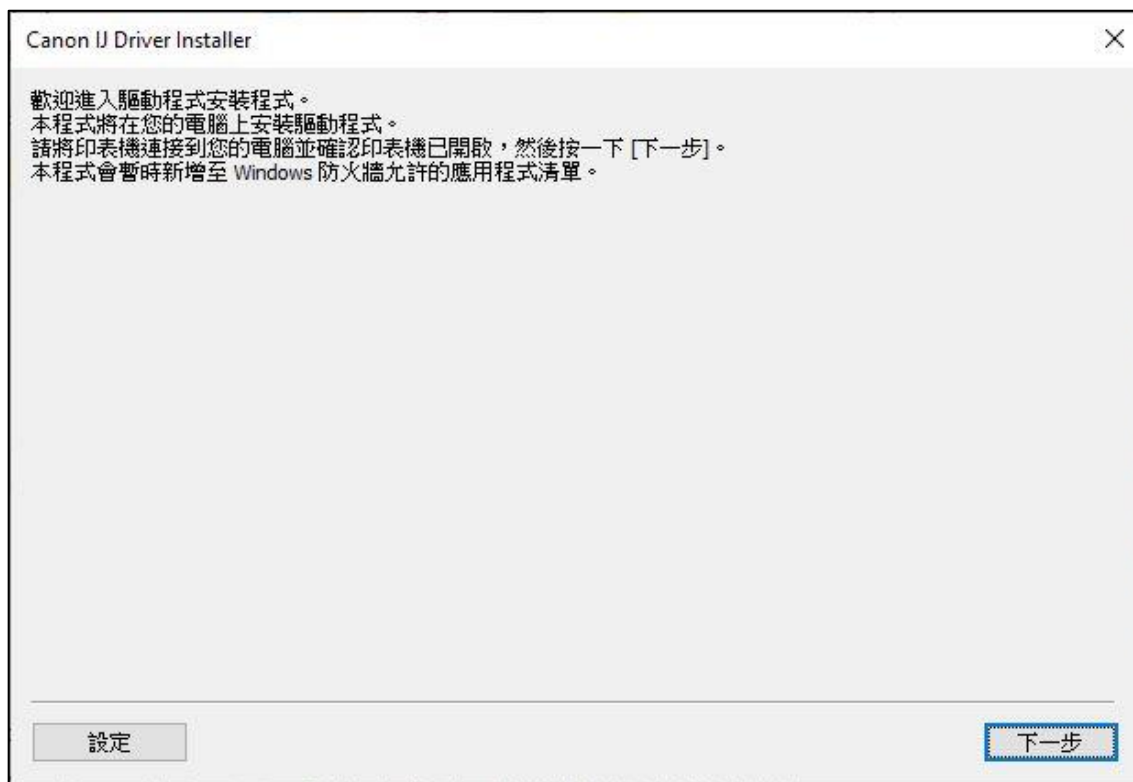 Canon IJ Driver Installer
歡迎進入驅動程式安裝程式。
本程式將在您的電腦上安裝驅動程式。
請將印表機連接到您的電腦並確認印表機已開啟，然後按一下 [下一步]。
本程式會暫時新增至 Windows 防火牆允許的應用程式清單。
設定
下一步